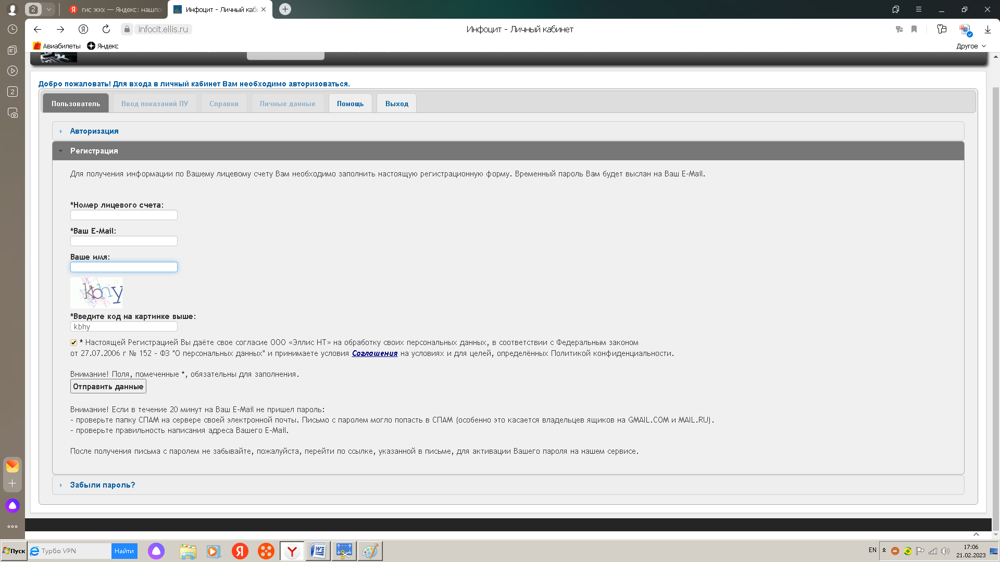 2
гис жкх — Яндекс: нашлос
Инфоцит - Личный каби
infocit.ellis.ru
Инфоцит - Личный кабинет
Авиабилеты
Яндекс
Другое
2
Добро пожаловать! Для входа в личный кабинет Вам необходимо авторизоваться.
Пользователь
Ввод показаний ПУ
Справки
Личные данные
Помощь
Выход
Авторизация
Регистрация
Для получения информации по Вашему лицевому счету Вам необходимо заполнить настоящую регистрационную форму. Временный пароль Вам будет выслан на Ваш E-Mail.
*Номер лицевого счета:
*Ваш E-Mail:
Ваше имя:
kbhy
*Введите код на картинке выше:
kbhy
* Настоящей Регистрацией Вы даёте свое согласие ООО «Эллис НТ» на обработку своих персональных данных, в соответствии с Федеральным законом
от 27.07.2006 г № 152 - ФЗ "О персональных данных" и принимаете условия Соглашения на условиях и для целей, определённых Политикой конфиденциальности.
Внимание! Поля, помеченные *, обязательны для заполнения.
Отправить данные
Внимание! Если в течение 20 минут на Ваш E-Mail не пришел пароль:
- проверьте папку СПАМ на сервере своей электронной почты. Письмо с паролем могло попасть в СПАМ (особенно это касается владельцев ящиков на GMAIL.COM и MAIL.RU).
- проверьте правильность написания адреса Вашего E-Mail.
После получения письма с паролем не забывайте, пожалуйста, перейти по ссылке, указанной в письме, для активации Вашего пароля на нашем сервисе.
Забыли пароль?
Пуск
Турбо VPN
Найти
EN
17:06
21.02.2023